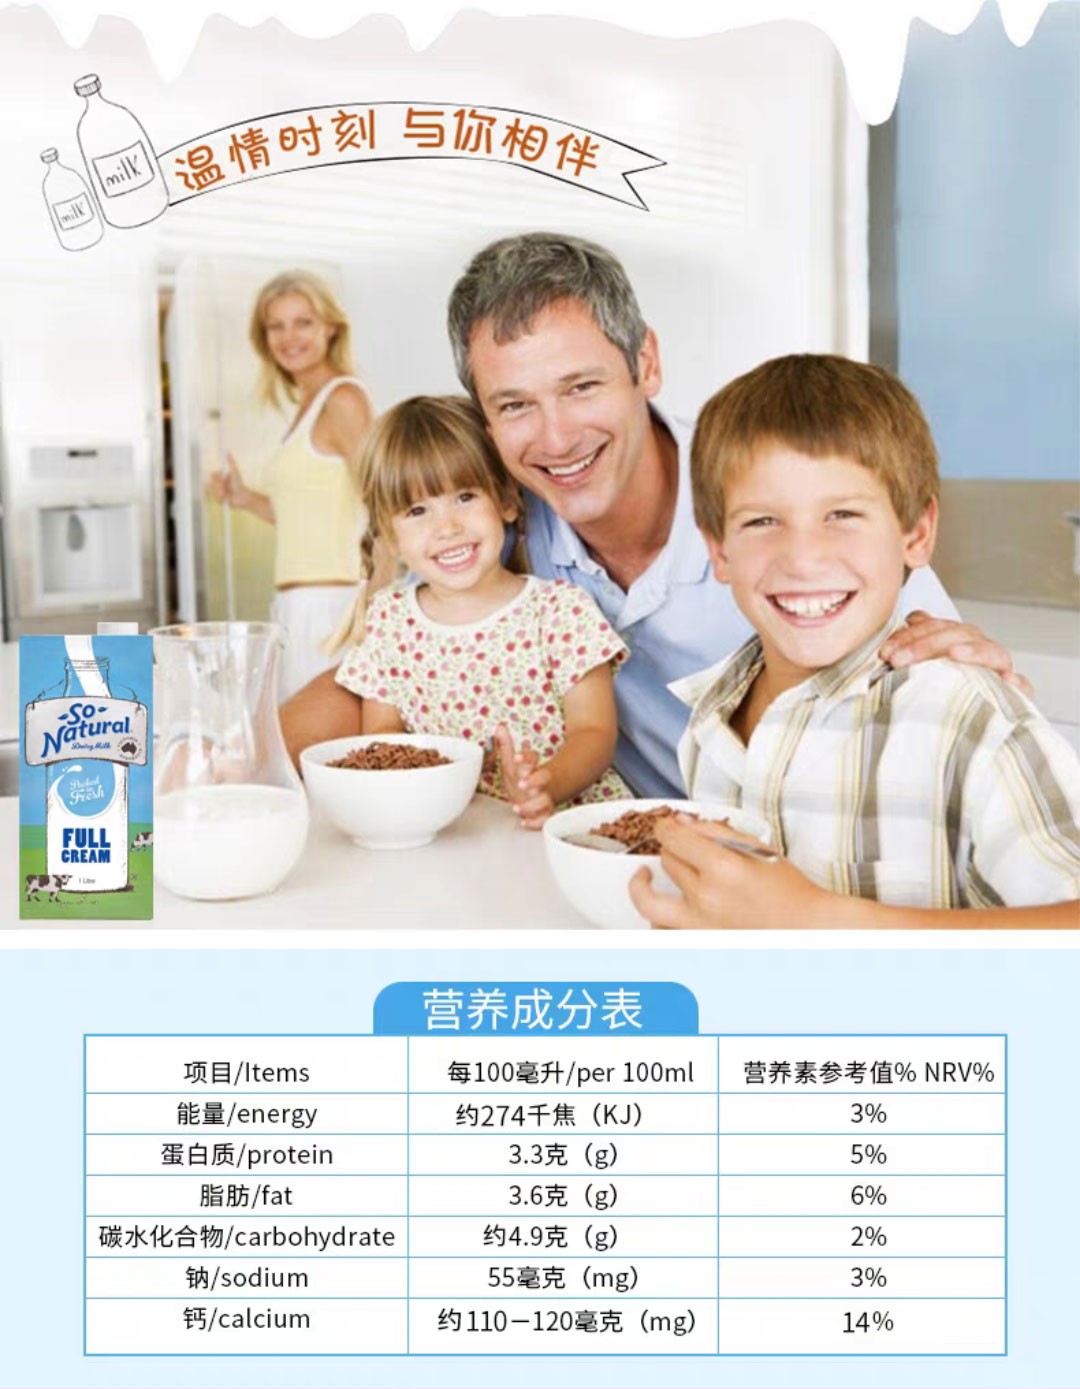 温情时刻 与你相伴
milk
milk
So
Natural
Dairy Milk
Packed
Fresh
FULL
CREAM
1 Litre
营养成分表
项目/Items 每100毫升/per 100ml 营养素参考值% NRV%
能量/energy 约274千焦（KJ） 3%
蛋白质/protein 3.3克（g） 5%
脂肪/fat 3.6克（g） 6%
碳水化合物/carbohydrate 约4.9克（g） 2%
钠/sodium 55毫克（mg） 3%
钙/calcium 约110－120毫克（mg） 14%